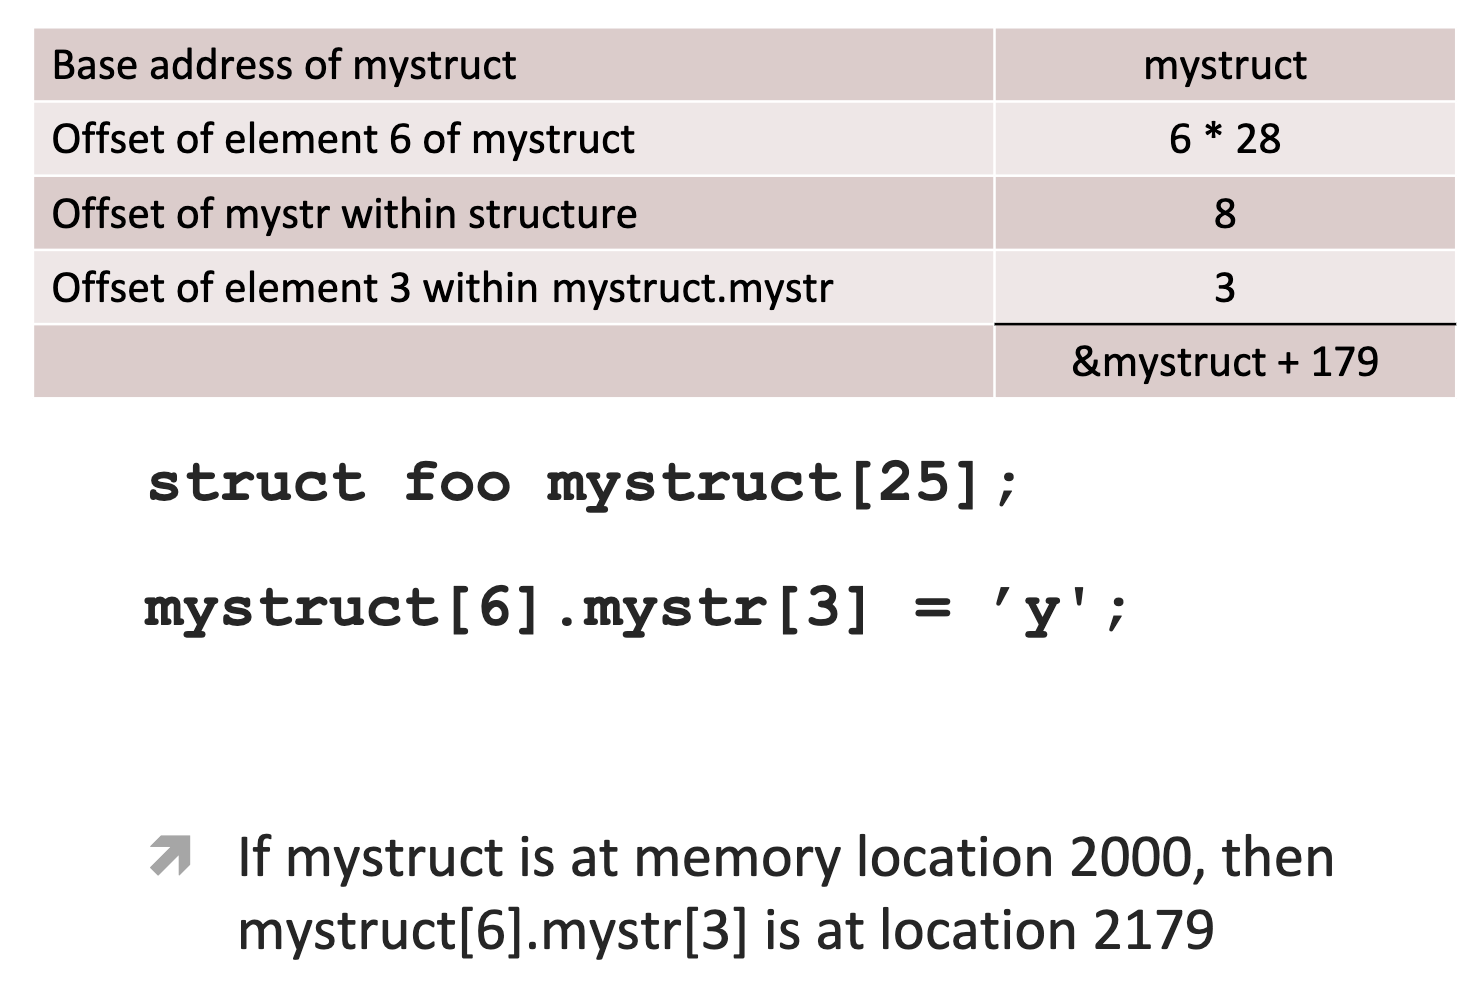 Base address of mystruct mystruct
Offset of element 6 of mystruct 6 * 28
Offset of mystr within structure 8
Offset of element 3 within mystruct.mystr 3
&mystruct + 179
struct foo mystruct[25];
mystruct[6].mystr[3] = ’y';
If mystruct is at memory location 2000, then
mystruct[6].mystr[3] is at location 2179